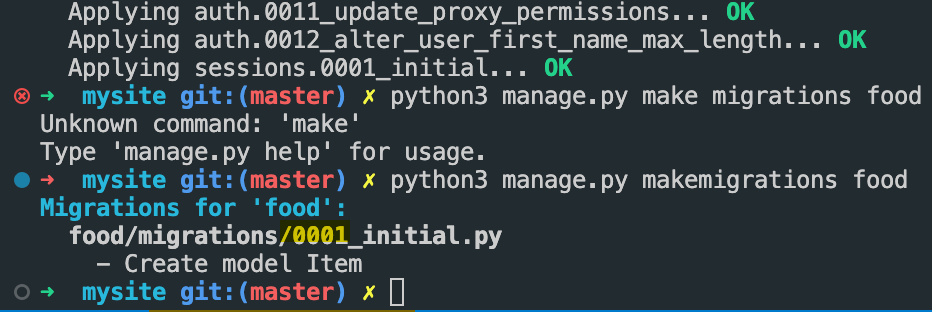 Applying auth.0011_update_proxy_permissions... OK
Applying auth.0012_alter_user_first_name_max_length... OK
Applying sessions.0001_initial... OK
➜ mysite git:(master) ✗ python3 manage.py make migrations food
Unknown command: 'make'
Type 'manage.py help' for usage.
➜ mysite git:(master) ✗ python3 manage.py makemigrations food
Migrations for 'food':
food/migrations/0001_initial.py
- Create model Item
➜ mysite git:(master) ✗